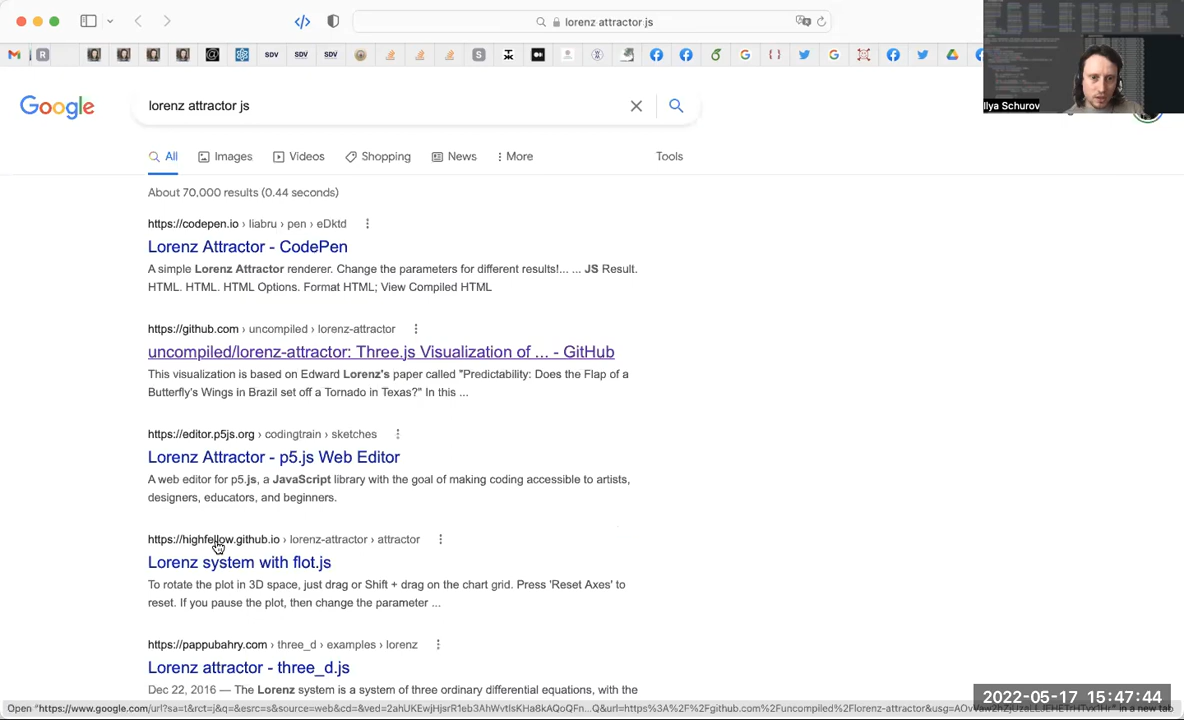 lorenz attractor js
SDV
SDV
SDV
Ilya Schurov
Google
lorenz attractor js
All
Images
Videos
Shopping
News
More
Tools
About 70,000 results (0.44 seconds)
https://codepen.io › liabru › pen › eDktd
Lorenz Attractor - CodePen
A simple Lorenz Attractor renderer. Change the parameters for different results!... ... JS Result.
HTML. HTML. HTML Options. Format HTML; View Compiled HTML
https://github.com › uncompiled › lorenz-attractor
uncompiled/lorenz-attractor: Three.js Visualization of ... - GitHub
This visualization is based on Edward Lorenz's paper called "Predictability: Does the Flap of a
Butterfly's Wings in Brazil set off a Tornado in Texas?" In this ...
https://editor.p5js.org › codingtrain › sketches
Lorenz Attractor - p5.js Web Editor
A web editor for p5.js, a JavaScript library with the goal of making coding accessible to artists,
designers, educators, and beginners.
https://highfellow.github.io › lorenz-attractor › attractor
Lorenz system with flot.js
To rotate the plot in 3D space, just drag or Shift + drag on the chart grid. Press 'Reset Axes' to
reset. If you pause the plot, then change the parameter ...
https://pappubahry.com › three_d › examples › lorenz
Lorenz attractor - three_d.js
Dec 22, 2016 — The Lorenz system is a system of three ordinary differential equations, with the
2022-05-17 15:47:44